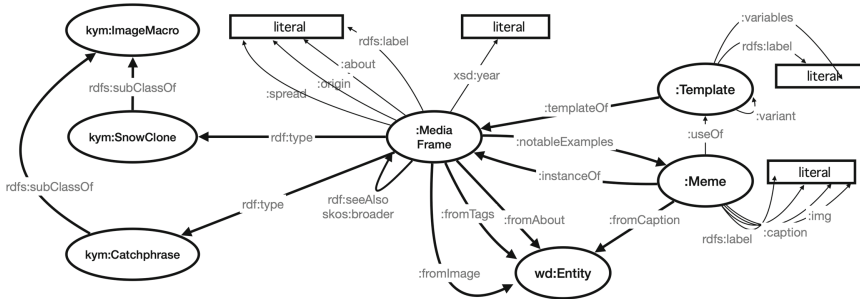 kym:ImageMacro
literal
literal
:variables
rdfs:label
rdfs:label
:about
:origin
:spread
xsd:year
:Template
literal
rdfs:subClassOf
:templateOf
:variant
kym:SnowClone
rdf:type
:Media
Frame
:notableExamples
:useOf
:instanceOf
:Meme
literal
rdfs:subClassOf
rdf:type
rdf:seeAlso
skos:broader
:fromTags
:fromAbout
:fromCaption
:img
:caption
rdfs:label
kym:Catchphrase
:fromImage
wd:Entity